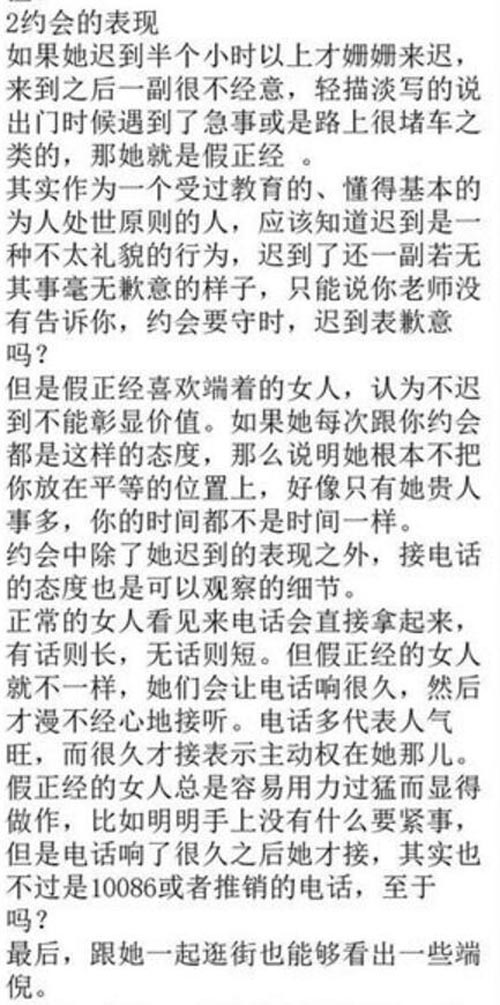 2约会的表现
如果她迟到半个小时以上才姗姗来迟，
来到之后一副很不经意，轻描淡写的说
出门时候遇到了急事或是路上很堵车之
类的，那她就是假正经 。
其实作为一个受过教育的、懂得基本的
为人处世原则的人，应该知道迟到是一
种不太礼貌的行为，迟到了还一副若无
其事毫无歉意的样子，只能说你老师没
有告诉你，约会要守时，迟到表歉意
吗？
但是假正经喜欢端着的女人，认为不迟
到不能彰显价值。如果她每次跟你约会
都是这样的态度，那么说明她根本不把
你放在平等的位置上，好像只有她贵人
事多，你的时间都不是时间一样。
约会中除了她迟到的表现之外，接电话
的态度也是可以观察的细节。
正常的女人看见来电话会直接拿起来，
有话则长，无话则短。但假正经的女人
就不一样，她们会让电话响很久，然后
才漫不经心地接听。电话多代表人气
旺，而很久才接表示主动权在她那儿。
假正经的女人总是容易用力过猛而显得
做作，比如明明手上没有什么要紧事，
但是电话响了很久之后她才接，其实也
不过是10086或者推销的电话，至于
吗？
最后，跟她一起逛街也能够看出一些端
倪。